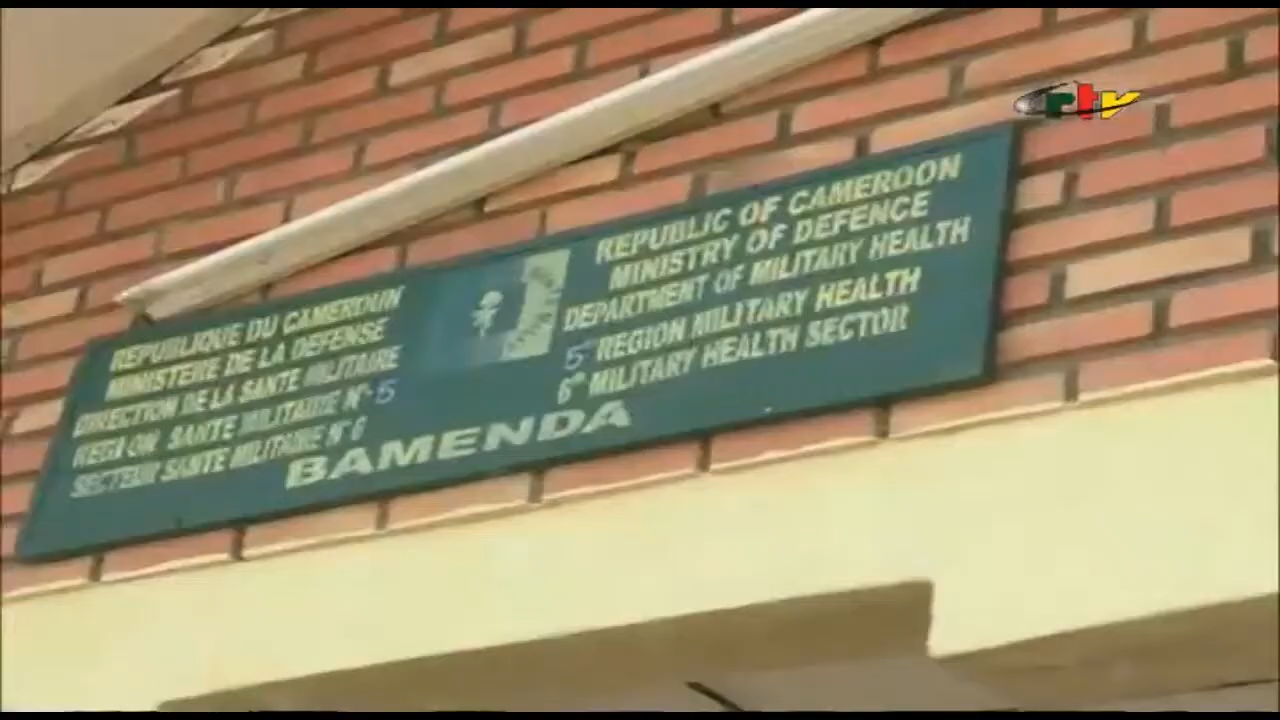 crtv
REPUBLIQUE DU CAMEROUN
MINISTERE DE LA DEFENSE
DIRECTION DE LA SANTE MILITAIRE
REGION. SANTE MILITAIRE N° 5
SECTEUR SANTE MILITAIRE N° 6
REPUBLIC OF CAMEROON
MINISTRY OF DEFENCE
DEPARTMENT OF MILITARY HEALTH
5th REGION MILITARY HEALTH
6th MILITARY HEALTH SECTOR
BAMENDA